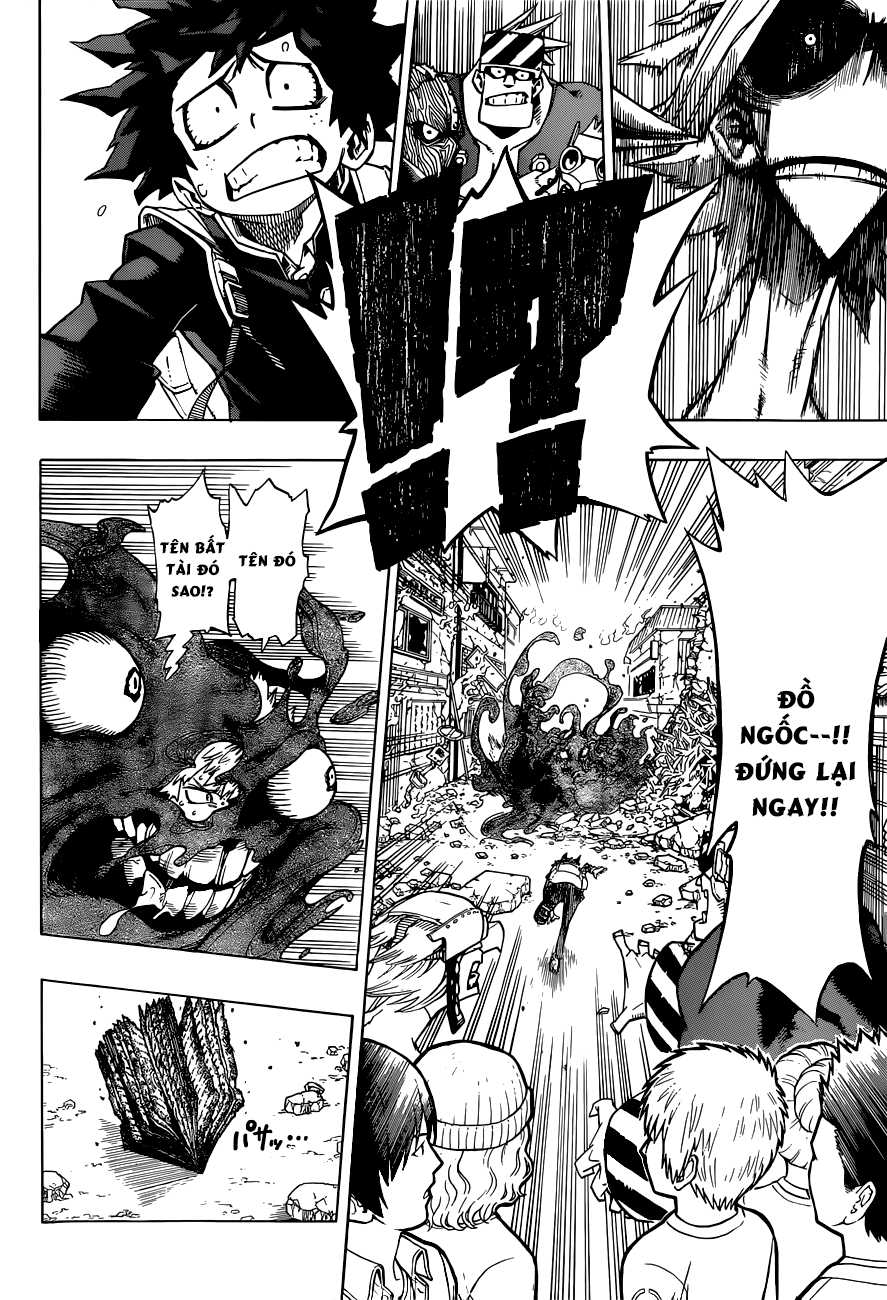 !?
ĐỒ
NGỐC--!!
ĐỨNG LẠI
NGAY!!
TÊN ĐÓ
TÊN BẤT
TÀI ĐÓ
SAO!?
パサッ…